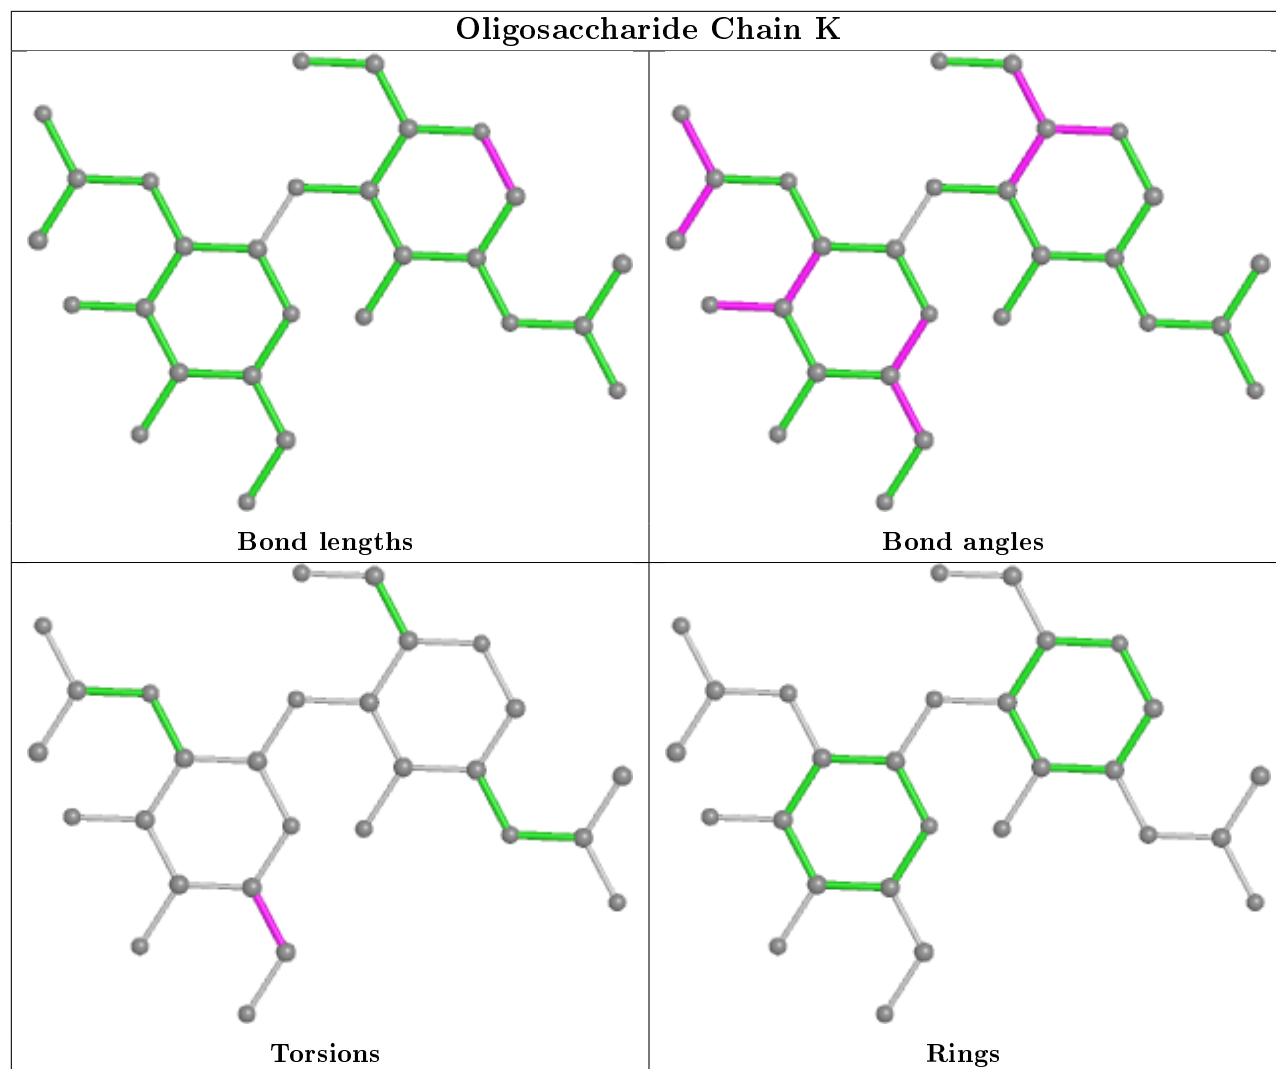 Oligosaccharide Chain K
Bond lengths
Bond angles
Torsions
Rings